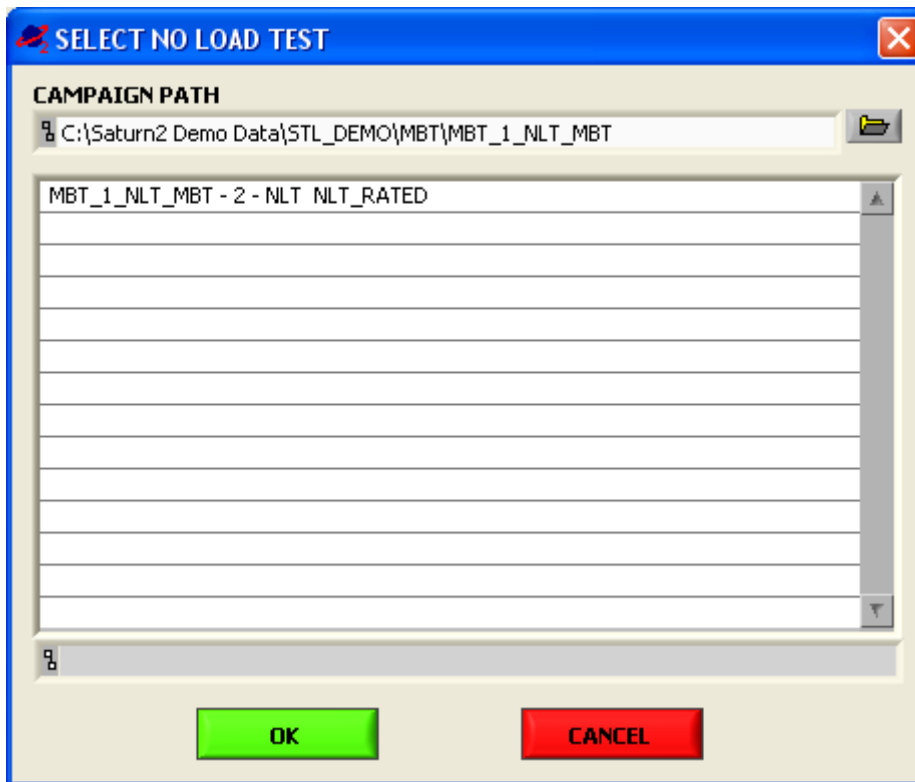 SELECT NO LOAD TEST
CAMPAIGN PATH
C:\Saturn2 Demo Data\STL_DEMO\MBT\MBT_1_NLT_MBT
MBT_1_NLT_MBT - 2 - NLT  NLT_RATED
OK
CANCEL